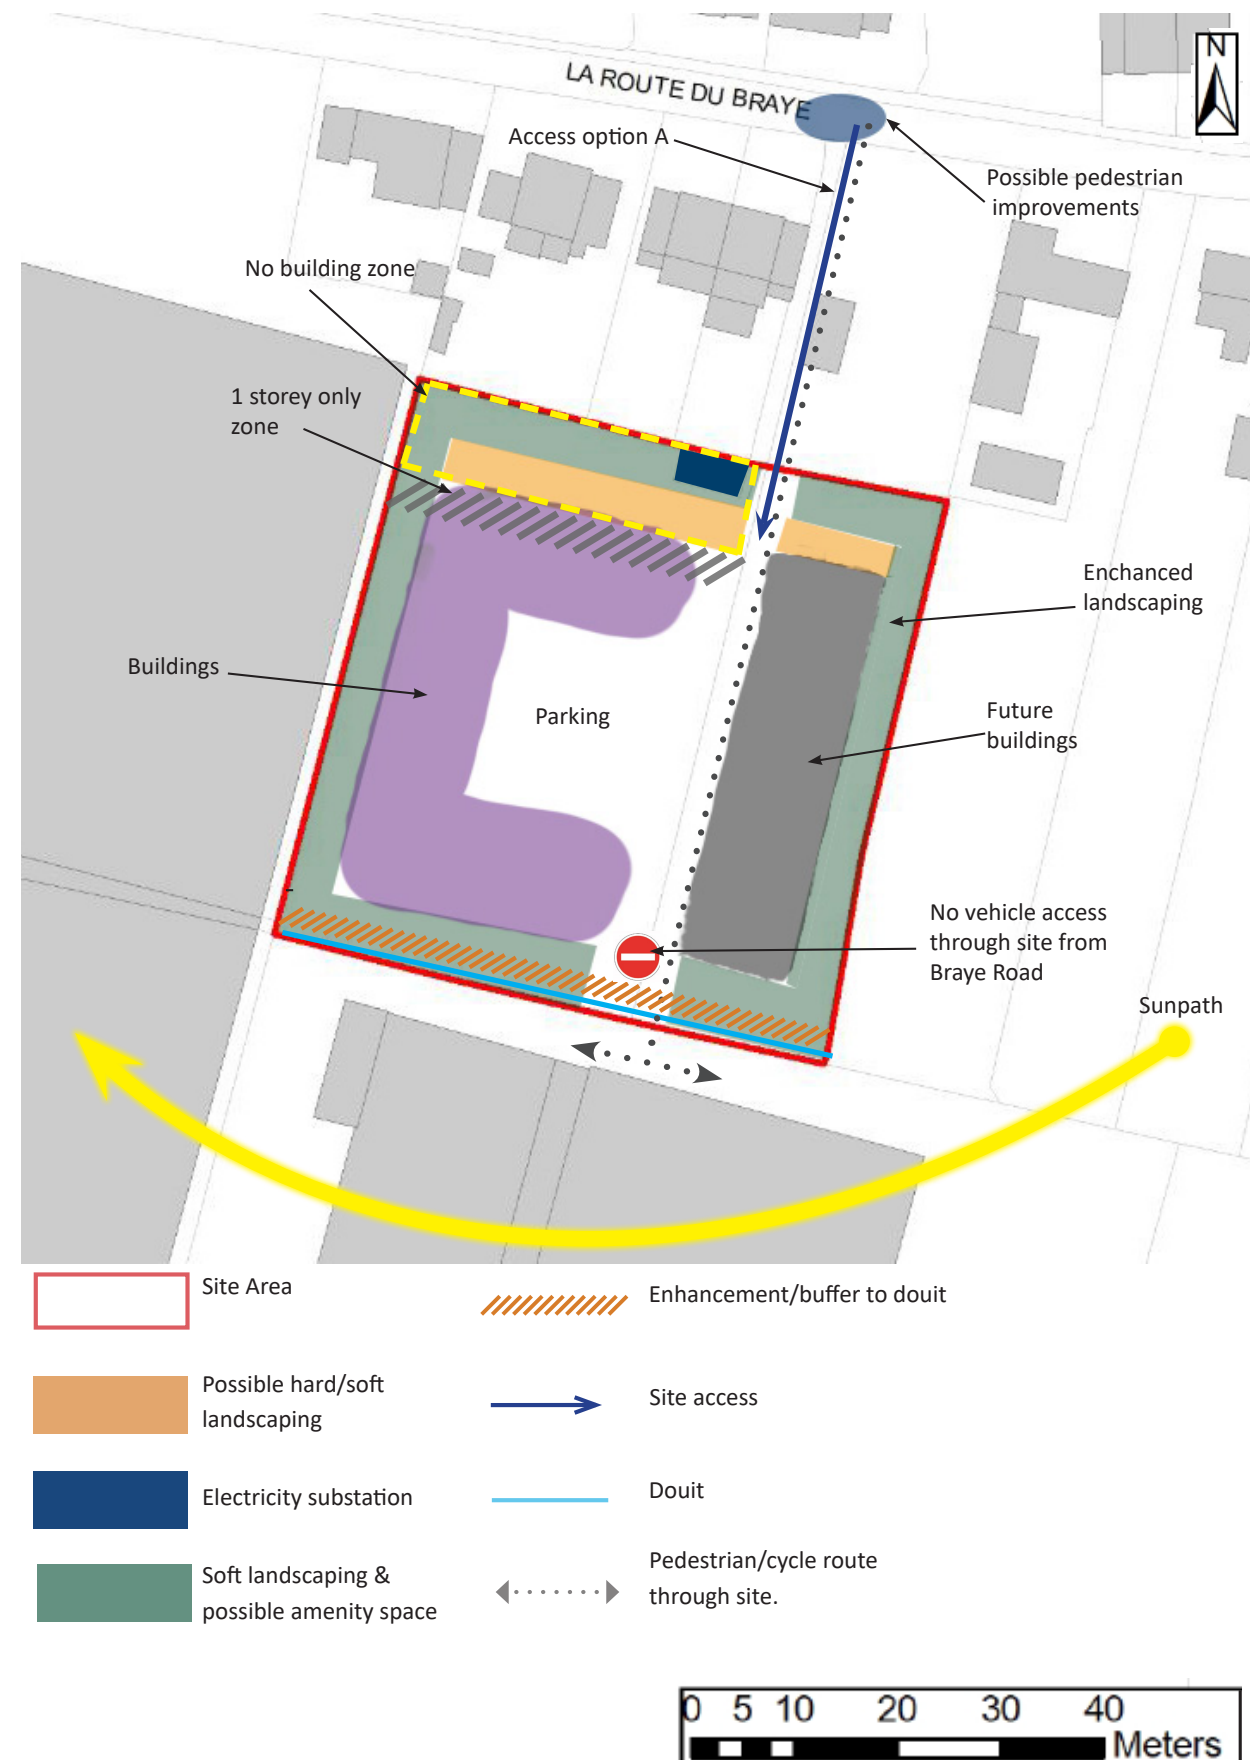 N
LA ROUTE DU BRAYE
Access option A
Possible pedestrian
improvements
No building zone
1 storey only
zone
Enchanced
landscaping
Buildings
Parking
Future
buildings
No vehicle access
through site from
Braye Road
Sunpath
Site Area
Enhancement/buffer to douit
Possible hard/soft
landscaping
Site access
Electricity substation
Douit
Soft landscaping &
possible amenity space
Pedestrian/cycle route
through site.
0 5 10 20 30 40
Meters